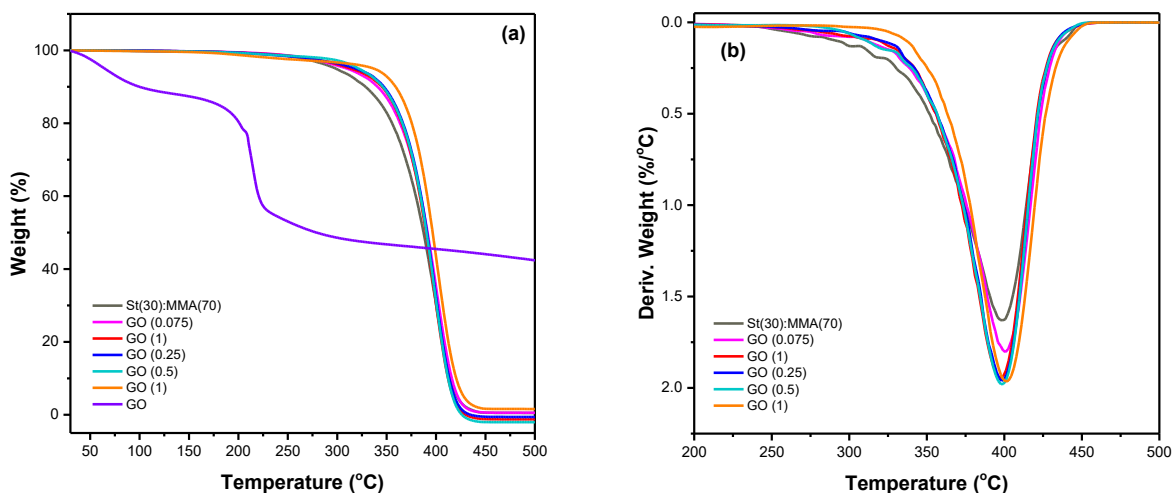 (a)
100
80
60
40
20
0
Weight (%)
St(30):MMA(70)
GO (0.075)
GO (1)
GO (0.25)
GO (0.5)
GO (1)
GO
50 100 150 200 250 300 350 400 450 500
Temperature (°C)
(b)
0.0
0.5
1.0
1.5
2.0
Deriv. Weight (%/°C)
St(30):MMA(70)
GO (0.075)
GO (1)
GO (0.25)
GO (0.5)
GO (1)
200 250 300 350 400 450 500
Temperature (°C)